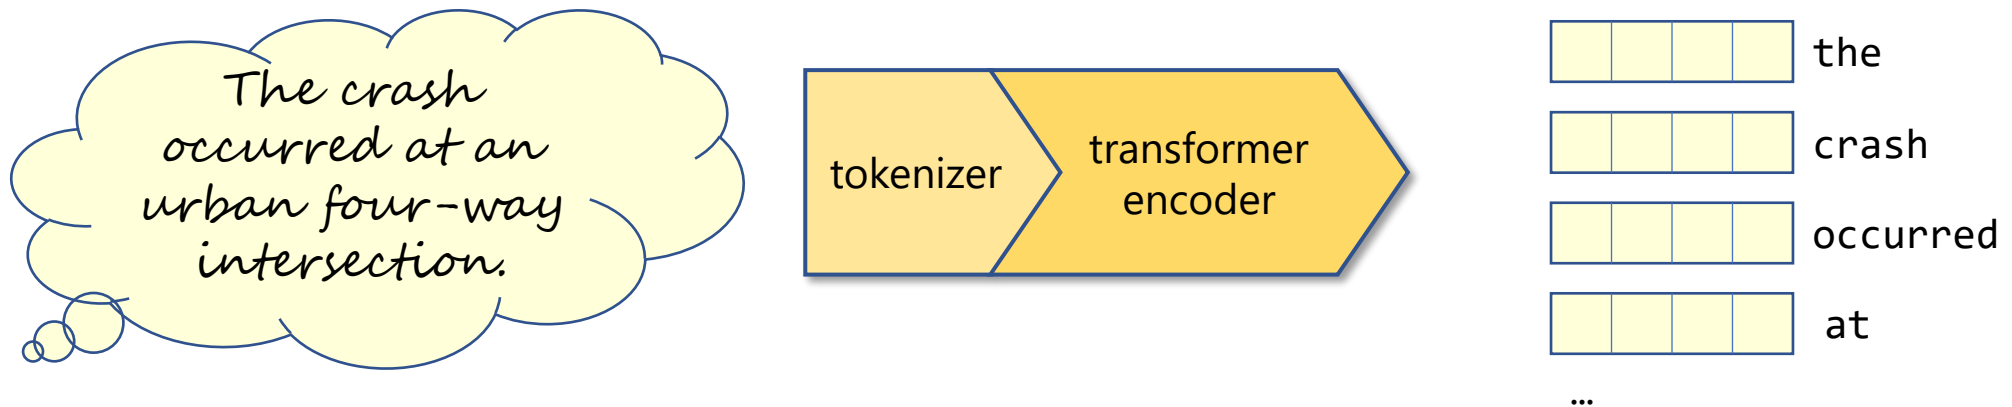 The crash
occurred at an
urban four-way
intersection.
tokenizer
transformer
encoder
the
crash
occurred
at
…